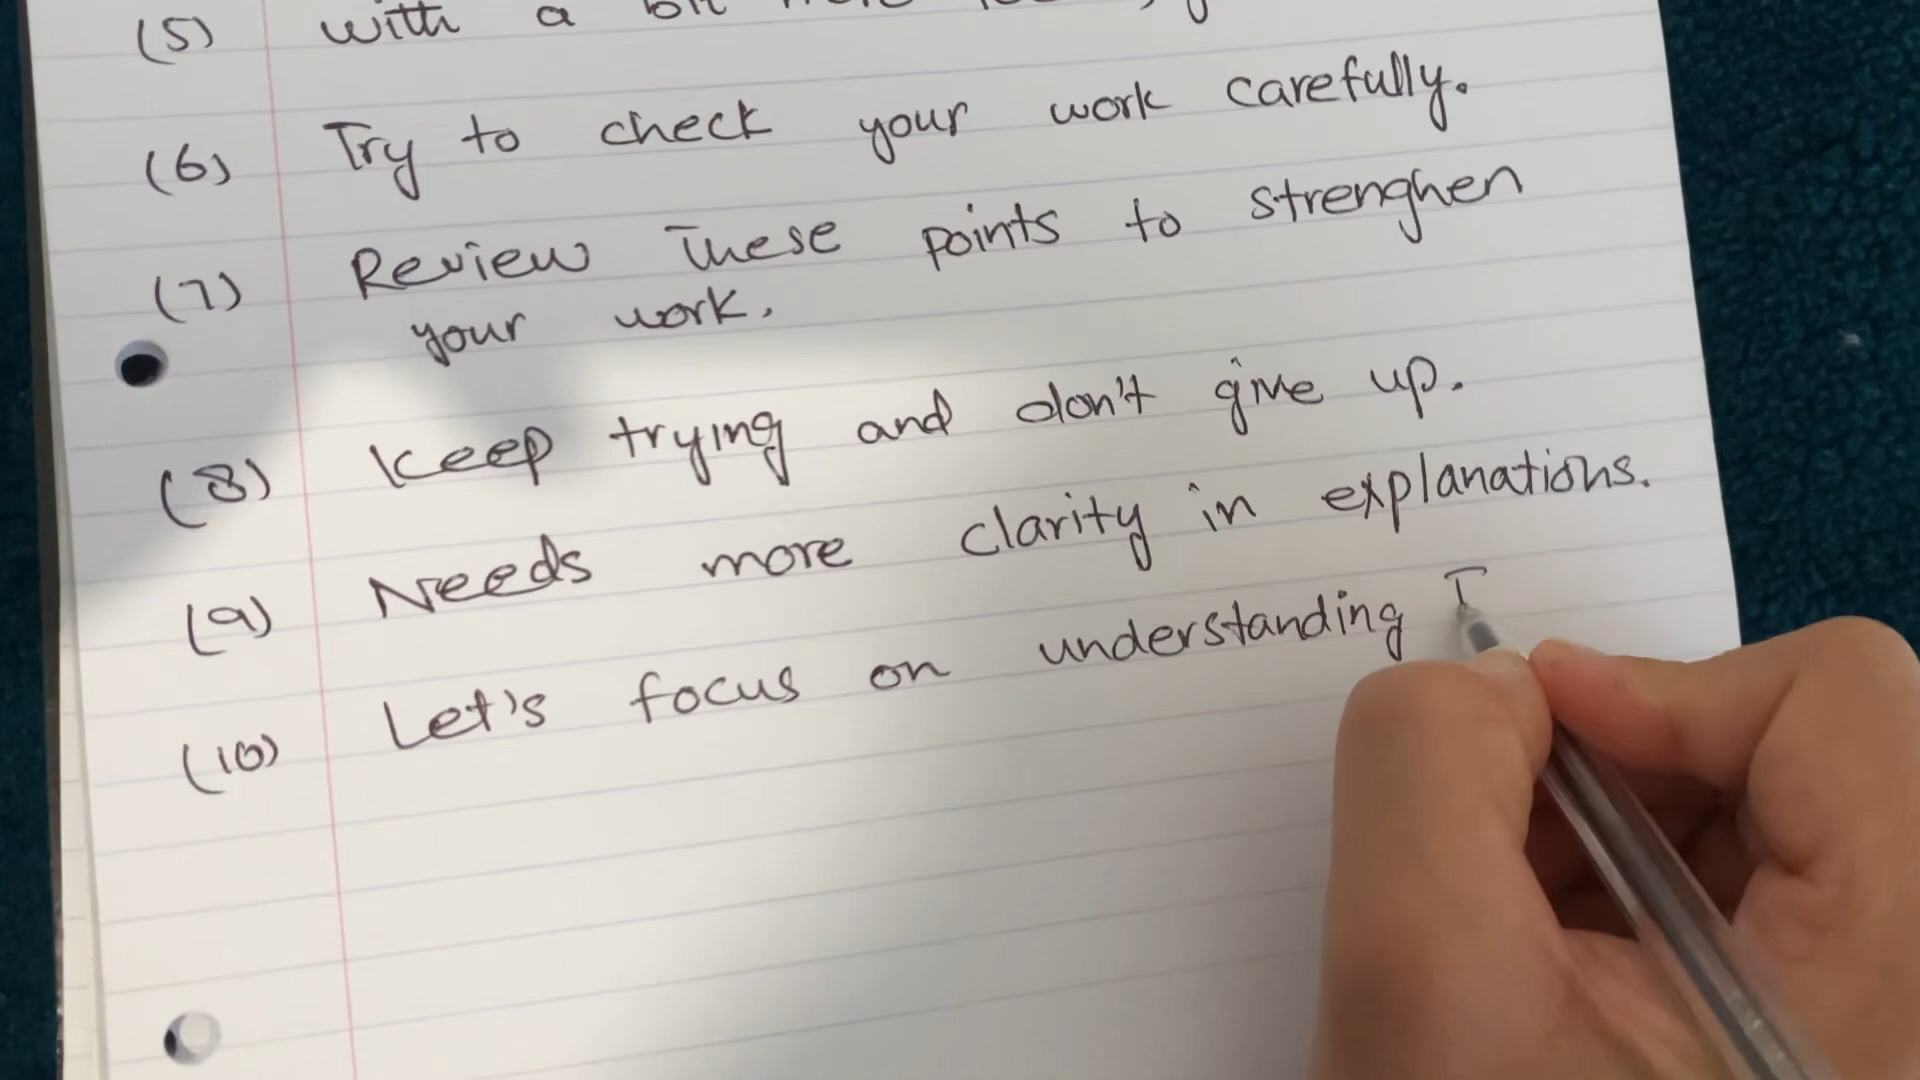 (5) with a bit
(6) Try to check your work carefully.
(7) Review These points to strenghen
your work.
(8) Keep trying and don't give up.
(9) Needs more clarity in explanations.
(10) Let's focus on understanding T